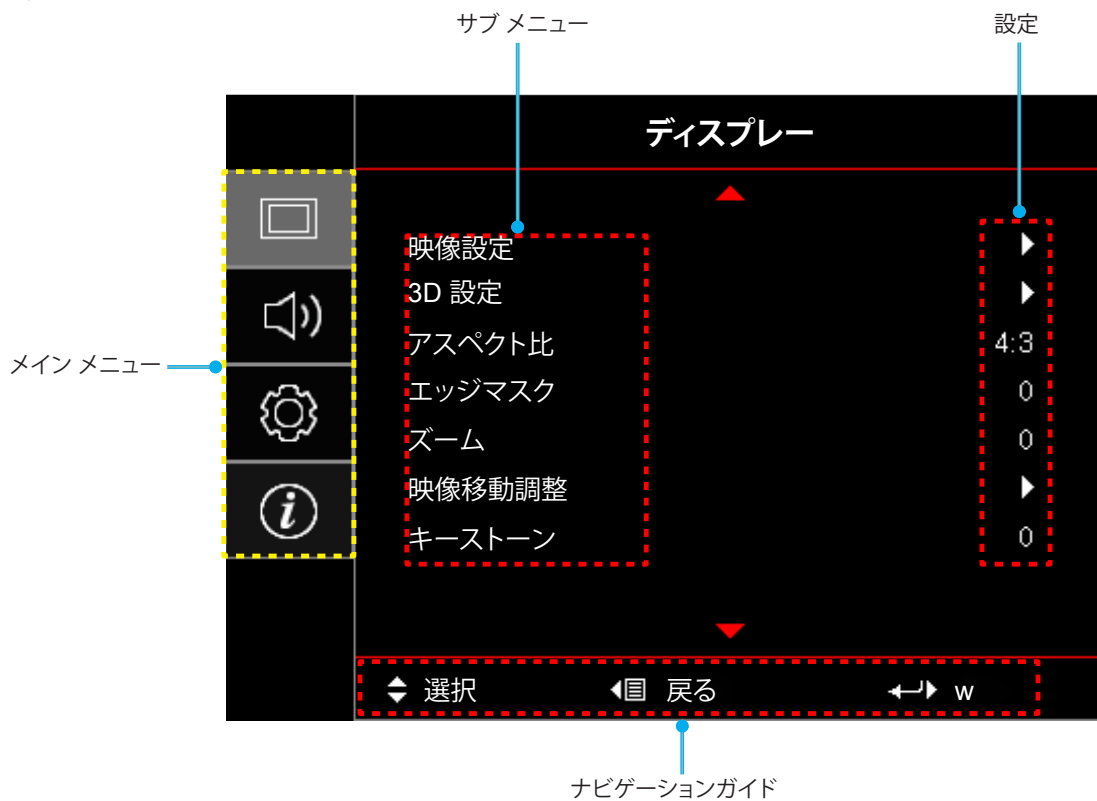 サブ メニュー
設定
ディスプレー
映像設定
3D 設定
アスペクト比 4:3
エッジマスク 0
ズーム 0
映像移動調整
キーストーン 0
メイン メニュー
選択 戻る w
ナビゲーションガイド